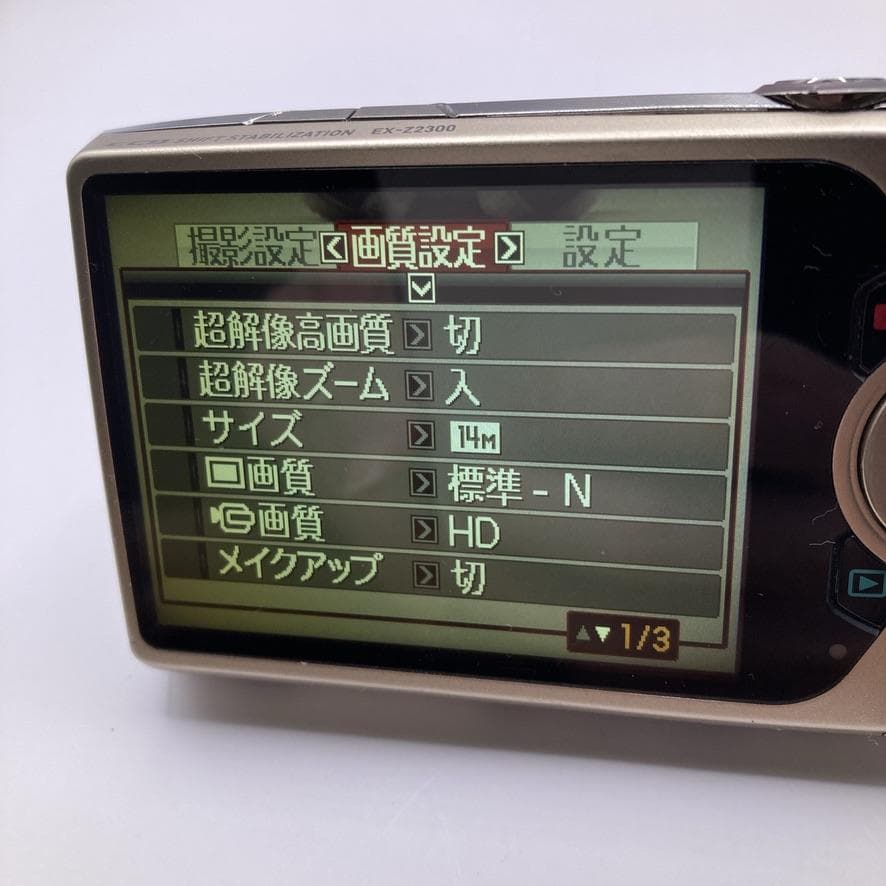 CCD SHIFT STABILIZATION EX-Z2300
撮影設定 画質設定 設定
超解像高画質 切
超解像ズーム 入
サイズ 14M
画質 標準 - N
画質 HD
メイクアップ 切
1/3